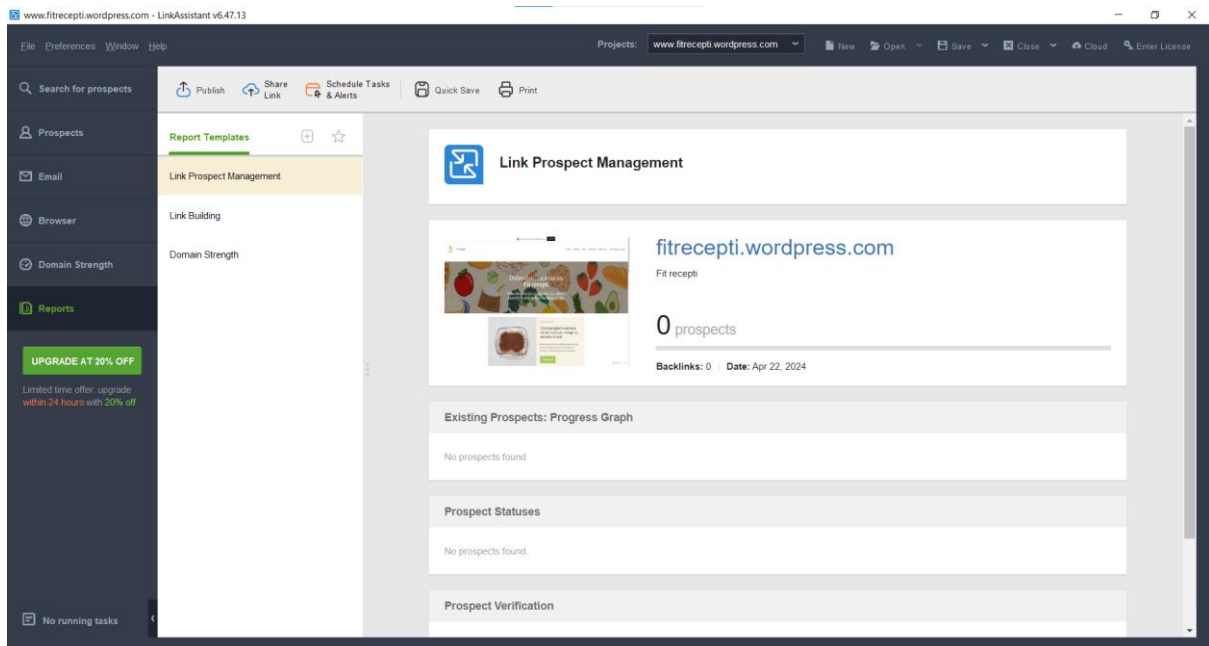 www.fitrecepti.wordpress.com - LinkAssistant v6.47.13
File Preferences Window Help
Projects: www.fitrecepti.wordpress.com New Open Save Close Cloud Enter License
Search for prospects
Prospects
Email
Browser
Domain Strength
Reports
UPGRADE AT 20% OFF
Limited time offer: upgrade
within 24 hours with 20% off
No running tasks
Publish
Share
Link
Schedule Tasks
& Alerts
Quick Save
Print
Report Templates
Link Prospect Management
Link Building
Domain Strength
Link Prospect Management
fitrecepti.wordpress.com
Fit recepti
0 prospects
Backlinks: 0 Date: Apr 22, 2024
Existing Prospects: Progress Graph
No prospects found.
Prospect Statuses
No prospects found.
Prospect Verification